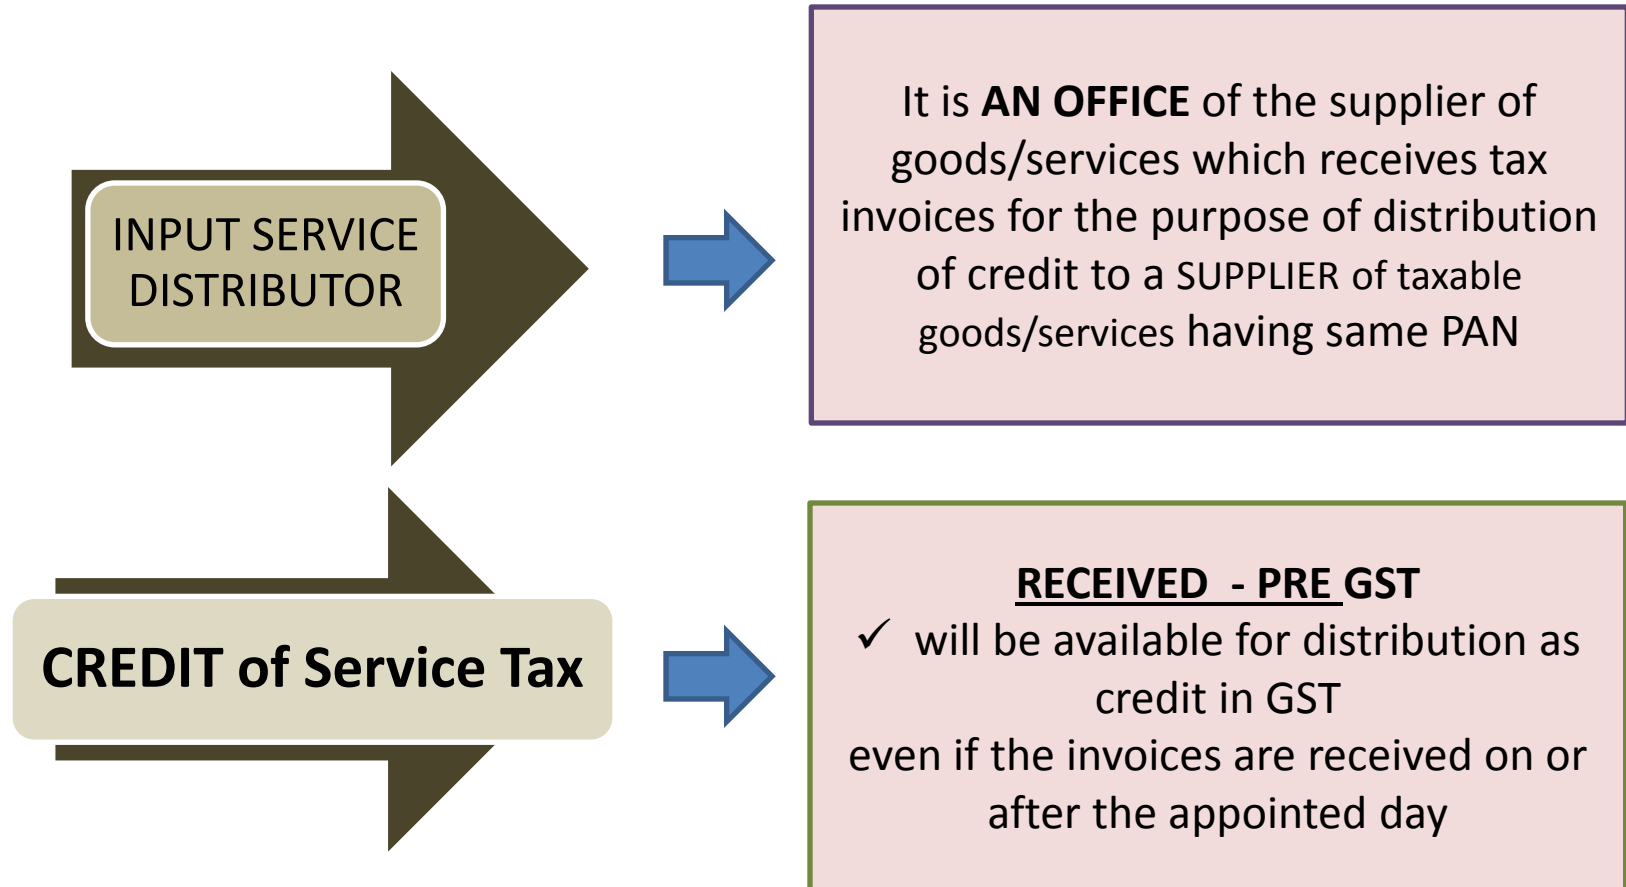 INPUT SERVICE
DISTRIBUTOR
It is AN OFFICE of the supplier of
goods/services which receives tax
invoices for the purpose of distribution
of credit to a SUPPLIER of taxable
goods/services having same PAN
CREDIT of Service Tax
RECEIVED - PRE GST
✓ will be available for distribution as
credit in GST
even if the invoices are received on or
after the appointed day